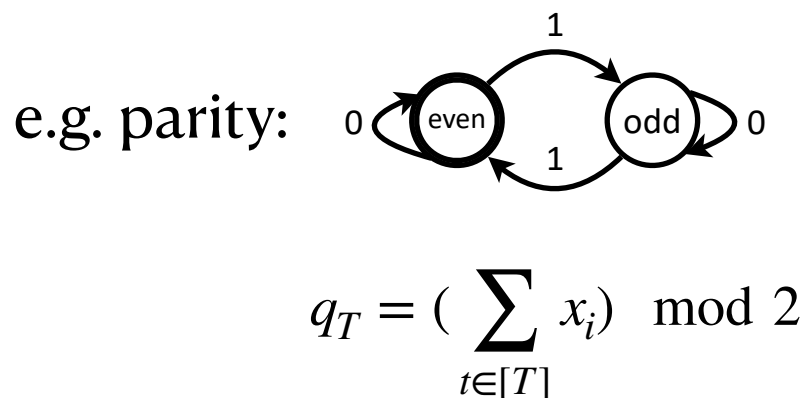 1
e.g. parity: 0 even odd 0
1
q_T = ( ∑ x_i) mod 2
t∈[T]